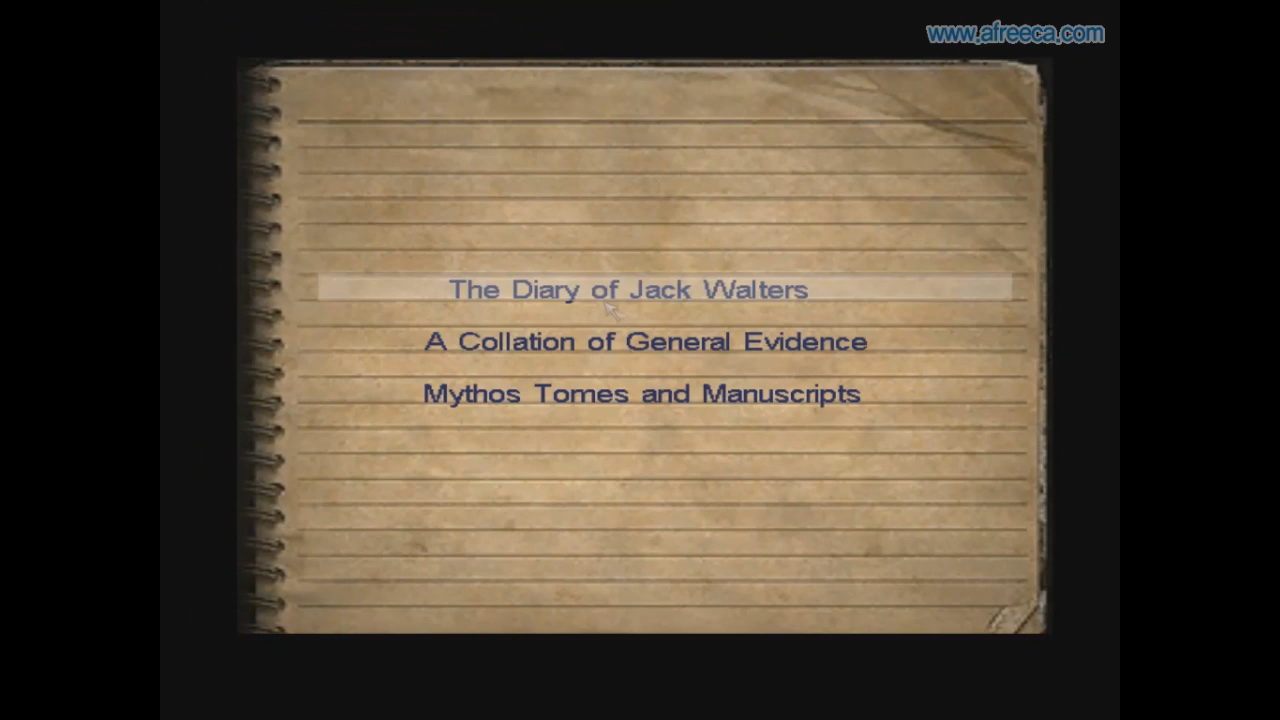 www.afreeca.com
The Diary of Jack Walters
A Collation of General Evidence
Mythos Tomes and Manuscripts